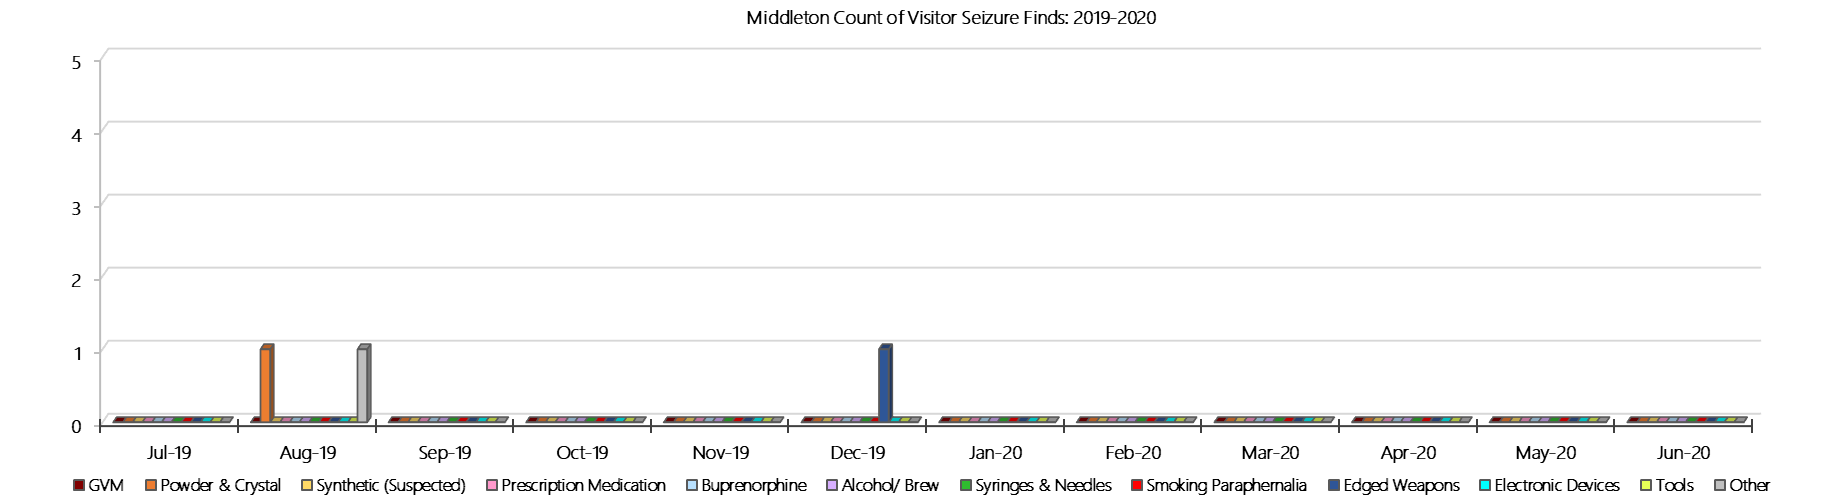 Middleton Count of Visitor Seizure Finds: 2019-2020
5
4
3
2
1
0
Jul-19 Aug-19 Sep-19 Oct-19 Nov-19 Dec-19 Jan-20 Feb-20 Mar-20 Apr-20 May-20 Jun-20
GVM Powder & Crystal Synthetic (Suspected) Prescription Medication Buprenorphine Alcohol/ Brew Syringes & Needles Smoking Paraphernalia Edged Weapons Electronic Devices Tools Other